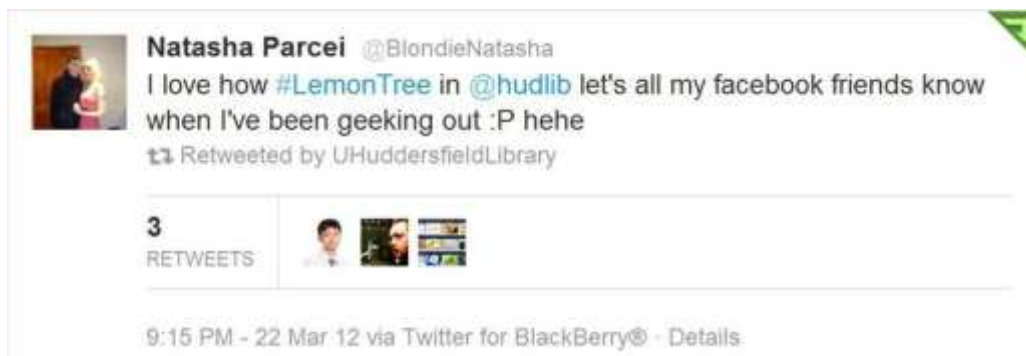 Natasha Parcei @BlondieNatasha
I love how #LemonTree in @hudlib let's all my facebook friends know
when I've been geeking out :P hehe
Retweeted by UHuddersfieldLibrary
3
RETWEETS
9:15 PM - 22 Mar 12 via Twitter for BlackBerry® · Details